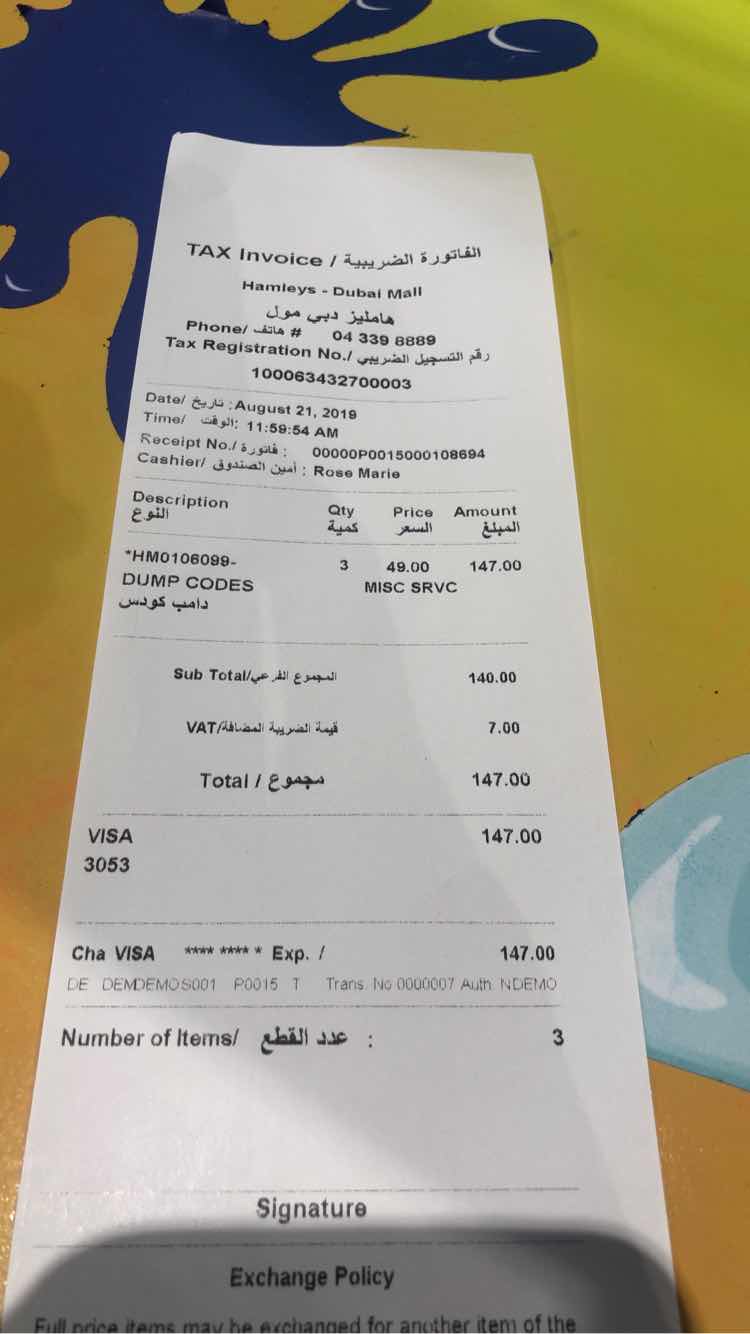 TAX Invoice / الفاتورة الضريبية
Hamleys - Dubai Mall
هامليز دبي مول
Phone/ هاتف # 04 339 8889
Tax Registration No./ رقم التسجيل الضريبي
100063432700003
Date/ تاريخ : August 21, 2019
Time/ الوقت: 11:59:54 AM
Receipt No./ فاتورة : 00000P0015000108694
Cashier/ أمين الصندوق : Rose Marie
Description Qty Price Amount
النوع كمية السعر المبلغ
*HM0106099- 3 49.00 147.00
DUMP CODES MISC SRVC
دامب كودس
Sub Total/المجموع الفرعي 140.00
VAT/قيمة الضريبة المضافة 7.00
Total / مجموع 147.00
VISA 147.00
3053
Cha VISA **** **** * Exp. / 147.00
DE DEMDEMOS001 P0015 T Trans. No 0000007 Auth. NDEMO
Number of Items/ عدد القطع : 3
Signature
Exchange Policy
Full price items may be exchanged for another item of the